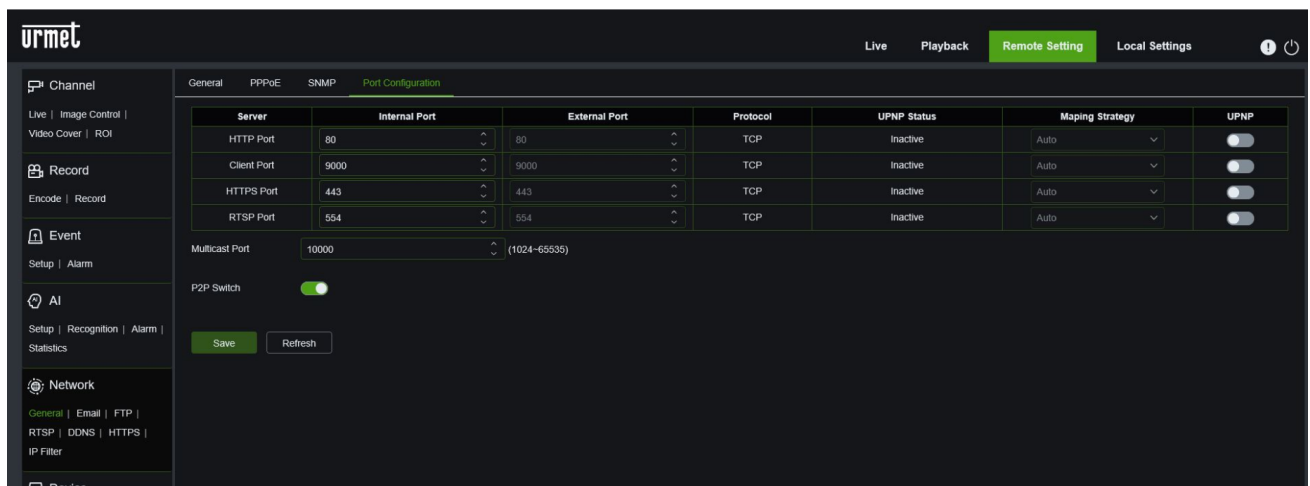 urmet
Live Playback Remote Setting Local Settings
Channel
Live | Image Control |
Video Cover | ROI
Record
Encode | Record
Event
Setup | Alarm
AI
Setup | Recognition | Alarm |
Statistics
Network
General | Email | FTP |
RTSP | DDNS | HTTPS |
IP Filter
General PPPoE SNMP Port Configuration
Server Internal Port External Port Protocol UPNP Status Maping Strategy UPNP
HTTP Port 80 80 TCP Inactive Auto
Client Port 9000 9000 TCP Inactive Auto
HTTPS Port 443 443 TCP Inactive Auto
RTSP Port 554 554 TCP Inactive Auto
Multicast Port 10000 (1024~65535)
P2P Switch
Save Refresh